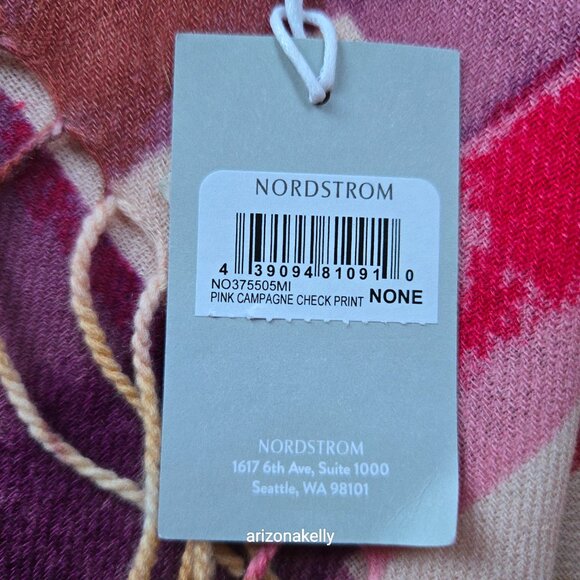 NORDSTROM
4 39094 81091 0
NO375505MI
PINK CAMPAGNE CHECK PRINT NONE
NORDSTROM
1617 6th Ave, Suite 1000
Seattle, WA 98101
arizonakelly